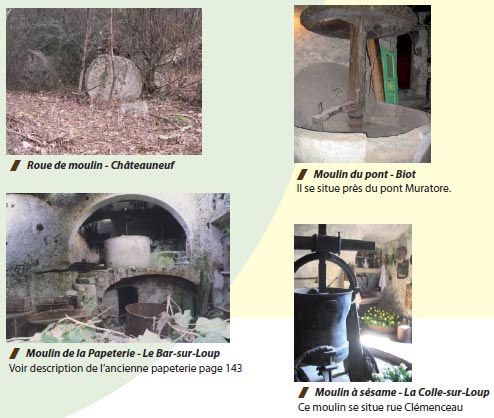 Roue de moulin - Châteauneuf
Moulin du pont - Biot
Il se situe près du pont Muratore.
Moulin de la Papeterie - Le Bar-sur-Loup
Voir description de l'ancienne papeterie page 143
Moulin à sésame - La Colle-sur-Loup
Ce moulin se situe rue Clémenceau